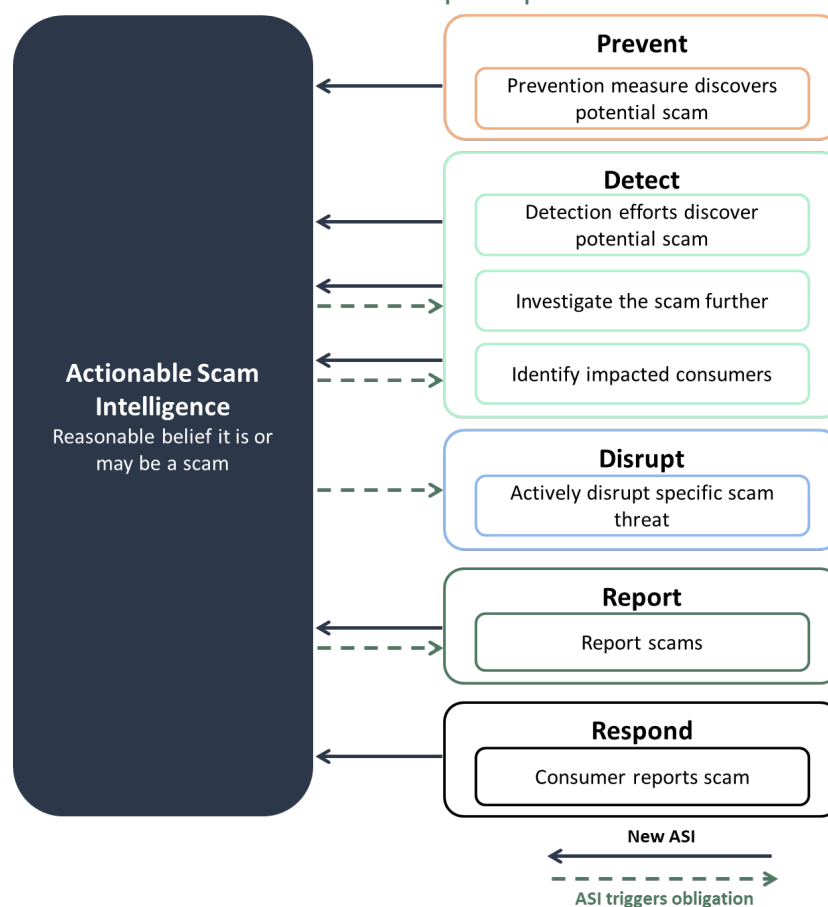 Prevent
Prevention measure discovers
potential scam
Detect
Detection efforts discover
potential scam
Investigate the scam further
Identify impacted consumers
Actionable Scam
Intelligence
Reasonable belief it is or
may be a scam
Disrupt
Actively disrupt specific scam
threat
Report
Report scams
Respond
Consumer reports scam
New ASI
ASI triggers obligation